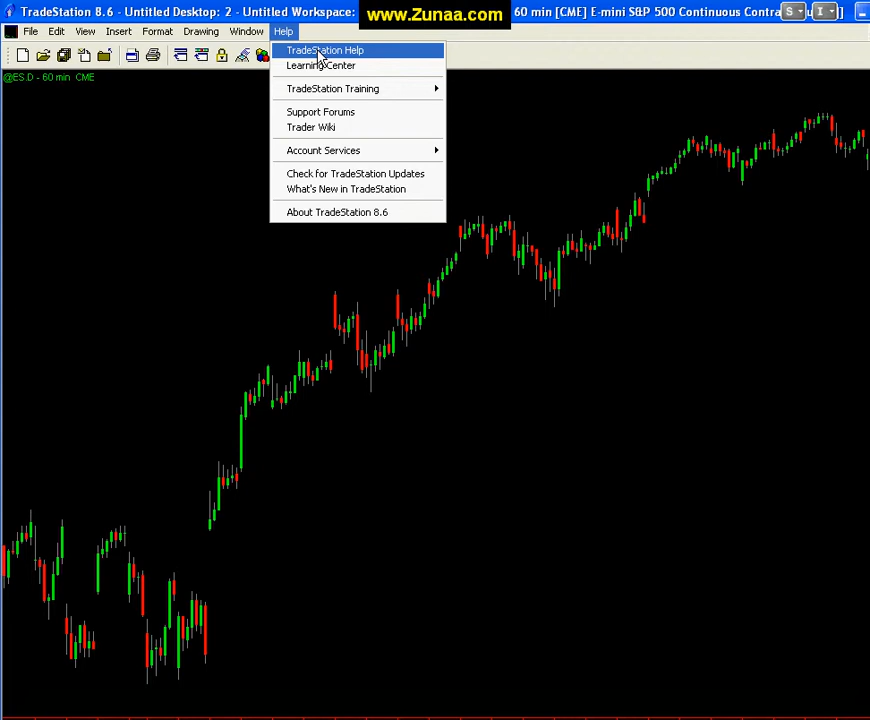 TradeStation 8.6 - Untitled Desktop: 2 - Untitled Workspace: www.Zunaa.com 60 min [CME] E-mini S&P 500 Continuous Contra
S I
File Edit View Insert Format Drawing Window Help
TradeStation Help
Learning Center
TradeStation Training
Support Forums
Trader Wiki
Account Services
Check for TradeStation Updates
What's New in TradeStation
About TradeStation 8.6
@ES.D - 60 min CME